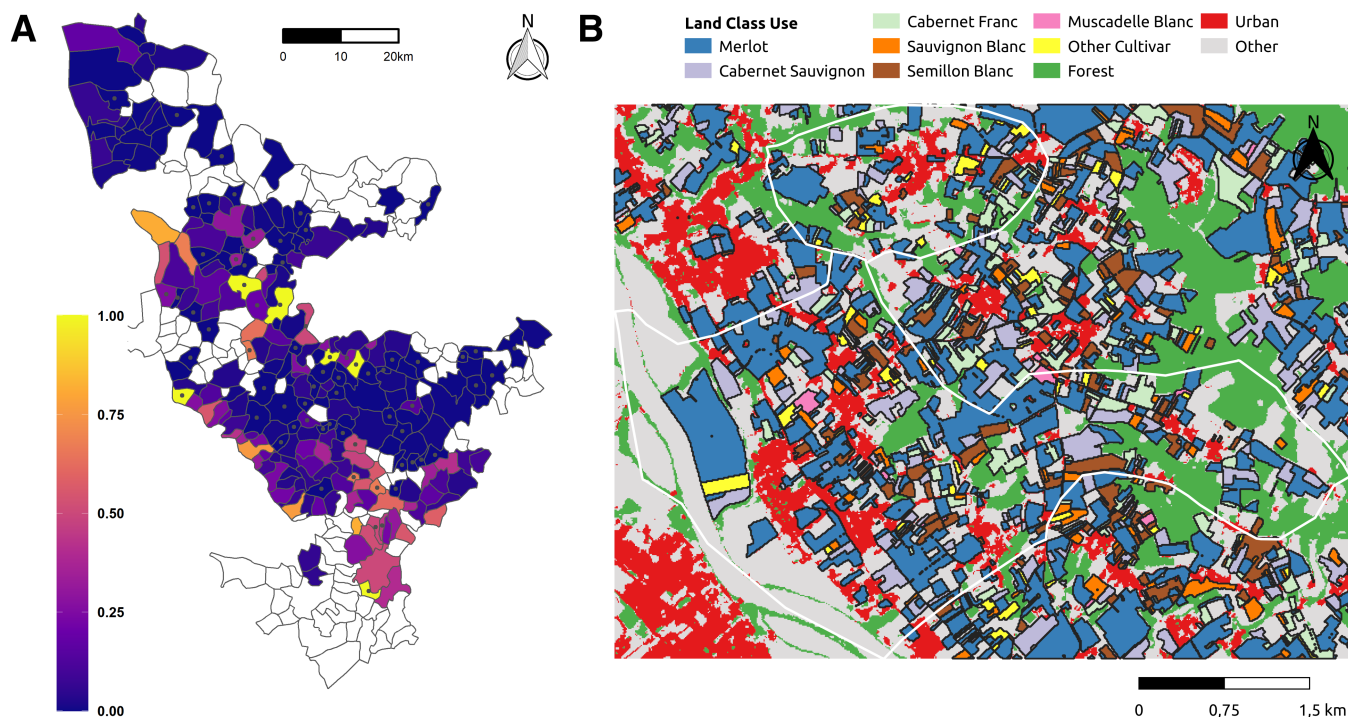 A
N
0 10 20km
1.00
0.75
0.50
0.25
0.00
B
Land Class Use
Merlot
Cabernet Sauvignon
Cabernet Franc
Sauvignon Blanc
Semillon Blanc
Muscadelle Blanc
Other Cultivar
Forest
Urban
Other
N
0 0,75 1,5 km